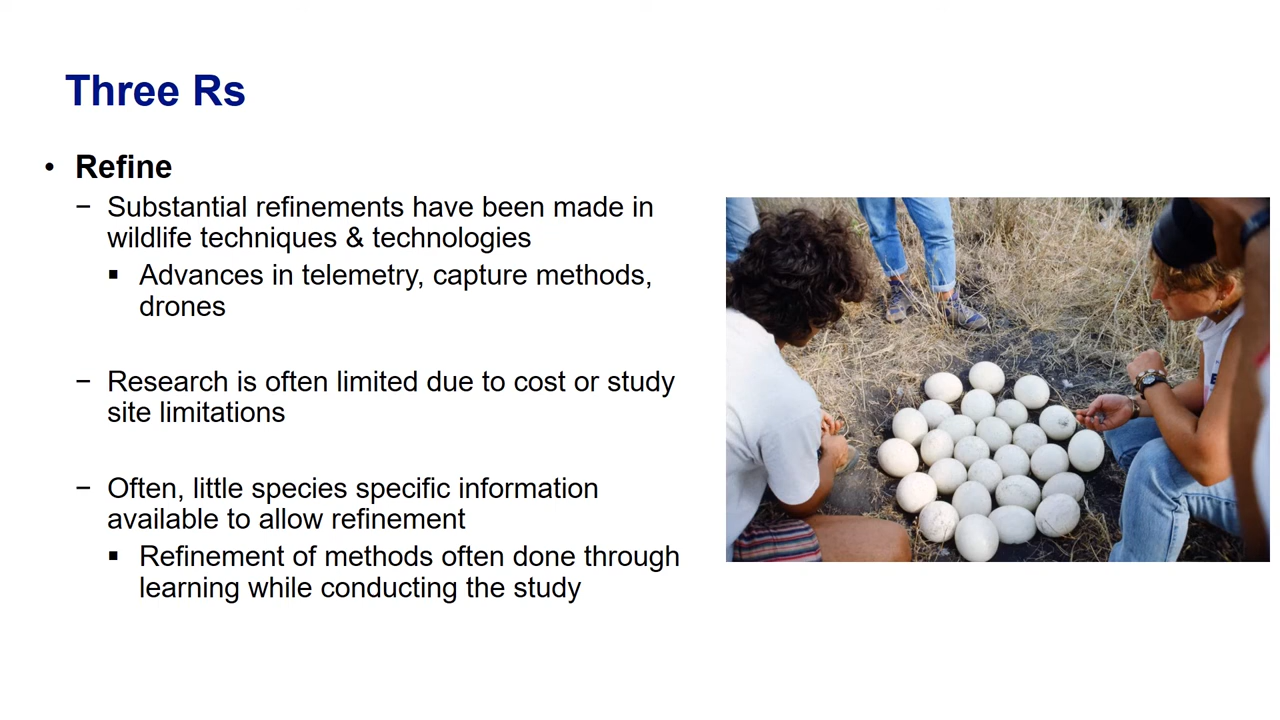 Three Rs
• Refine
− Substantial refinements have been made in
wildlife techniques & technologies
▪ Advances in telemetry, capture methods,
drones
− Research is often limited due to cost or study
site limitations
− Often, little species specific information
available to allow refinement
▪ Refinement of methods often done through
learning while conducting the study